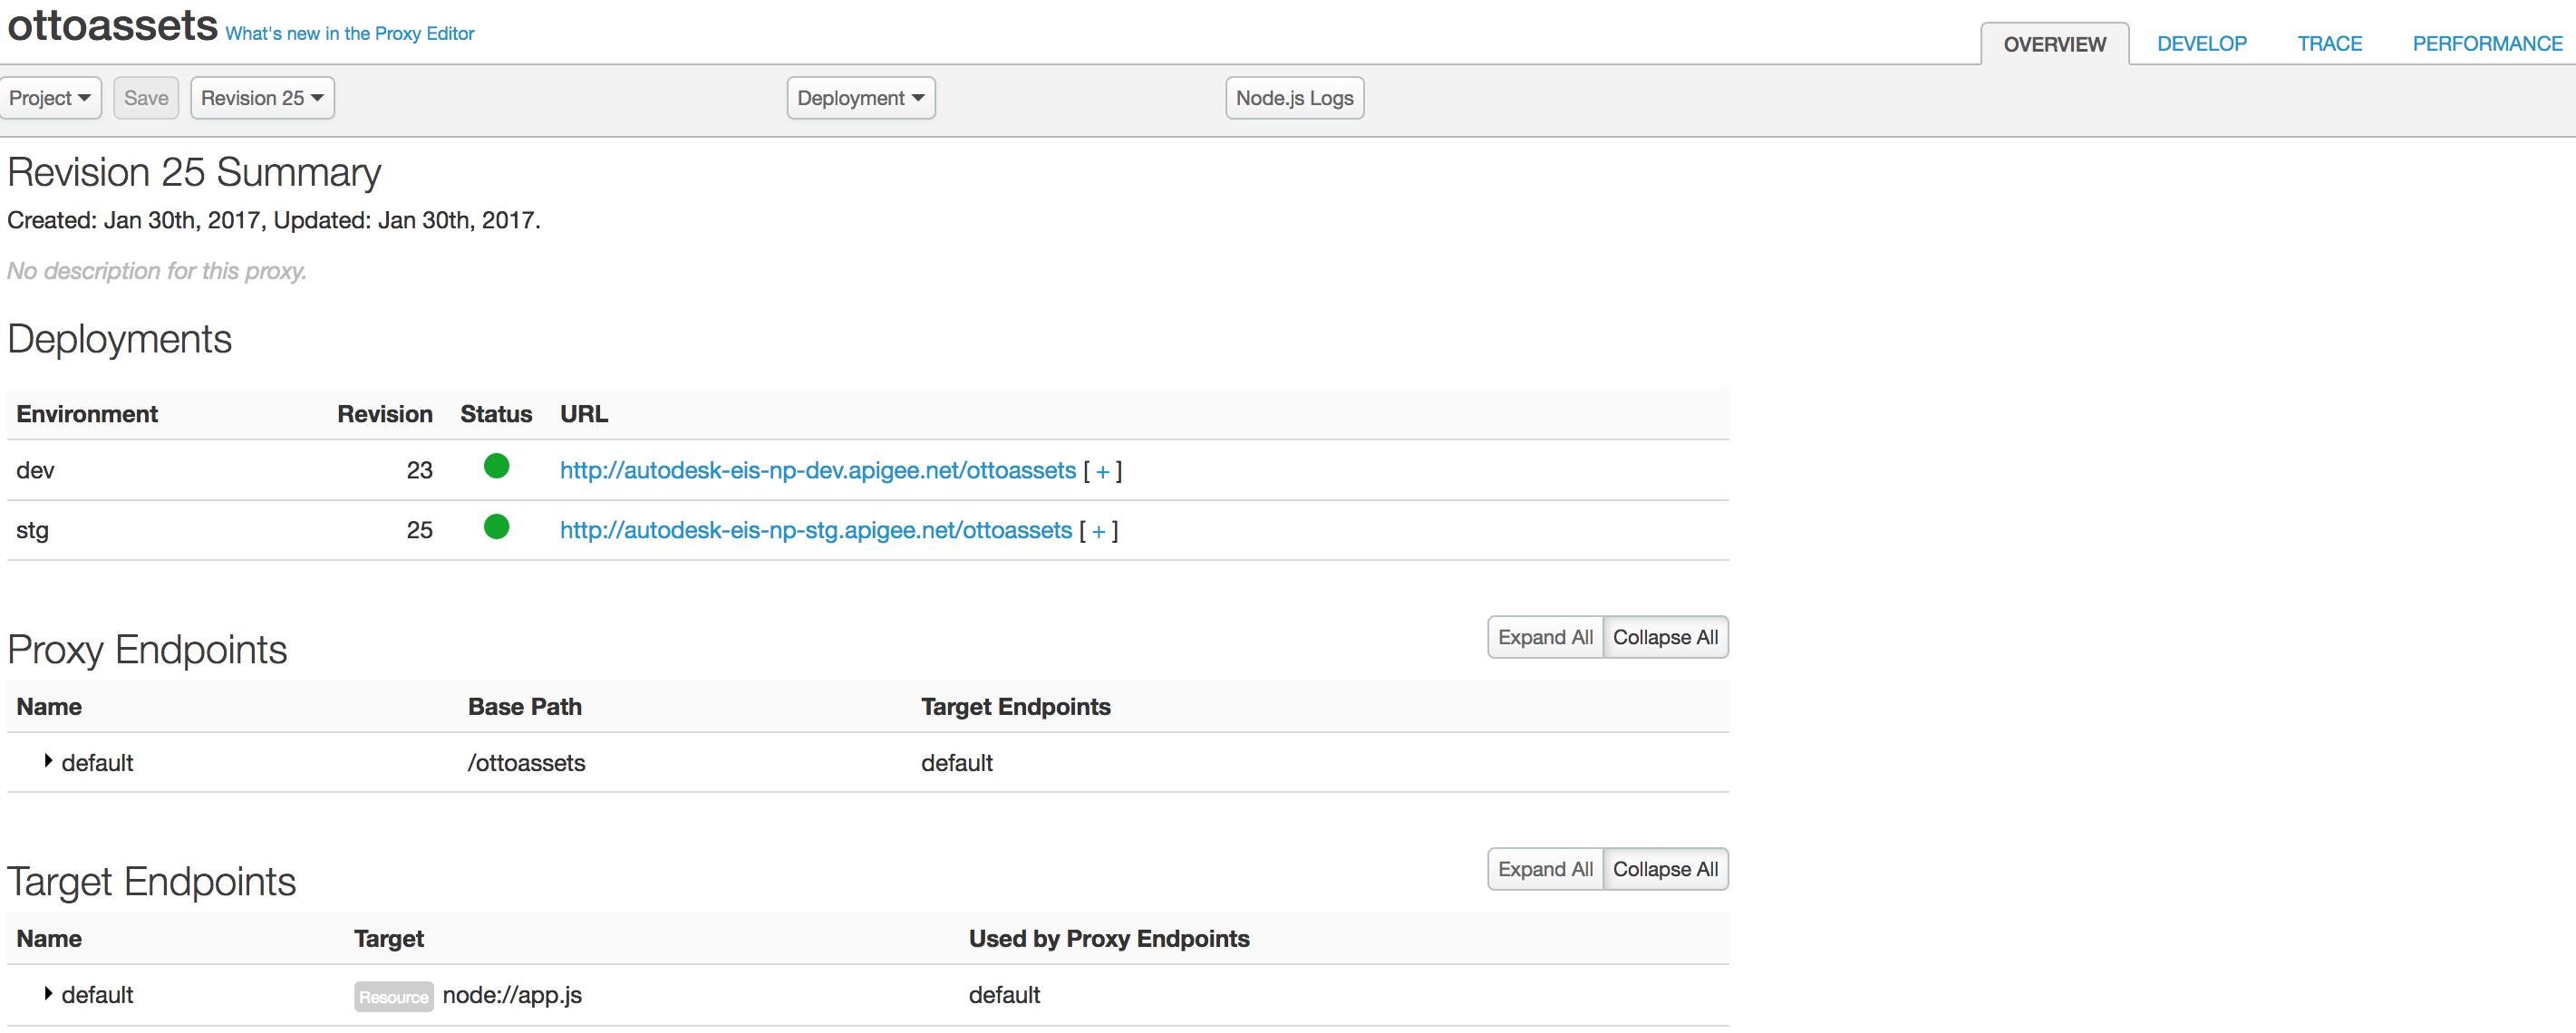 ottoassets What's new in the Proxy Editor
OVERVIEW DEVELOP TRACE PERFORMANCE
Project Save Revision 25 Deployment Node.js Logs
Revision 25 Summary
Created: Jan 30th, 2017, Updated: Jan 30th, 2017.
No description for this proxy.
Deployments
Environment Revision Status URL
dev 23 http://autodesk-eis-np-dev.apigee.net/ottoassets [ + ]
stg 25 http://autodesk-eis-np-stg.apigee.net/ottoassets [ + ]
Proxy Endpoints Expand All Collapse All
Name Base Path Target Endpoints
default /ottoassets default
Target Endpoints Expand All Collapse All
Name Target Used by Proxy Endpoints
default Resource node://app.js default